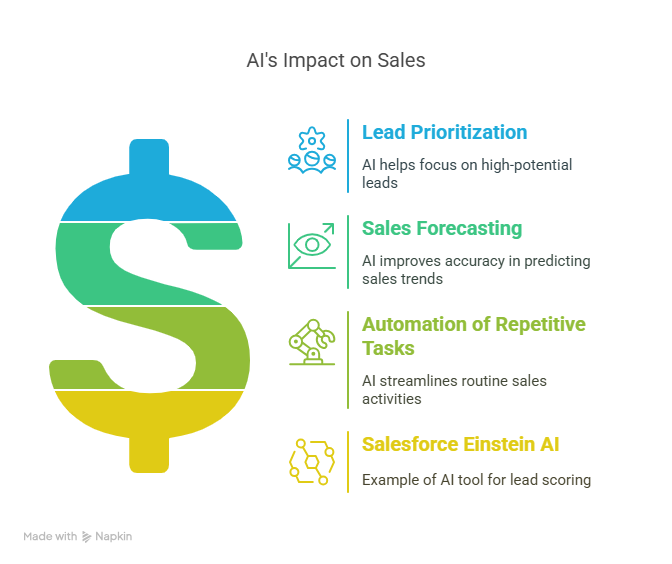 AI's Impact on Sales
Lead Prioritization
AI helps focus on high-potential
leads
Sales Forecasting
AI improves accuracy in predicting
sales trends
Automation of Repetitive
Tasks
AI streamlines routine sales
activities
Salesforce Einstein AI
Example of AI tool for lead scoring
Made with Napkin